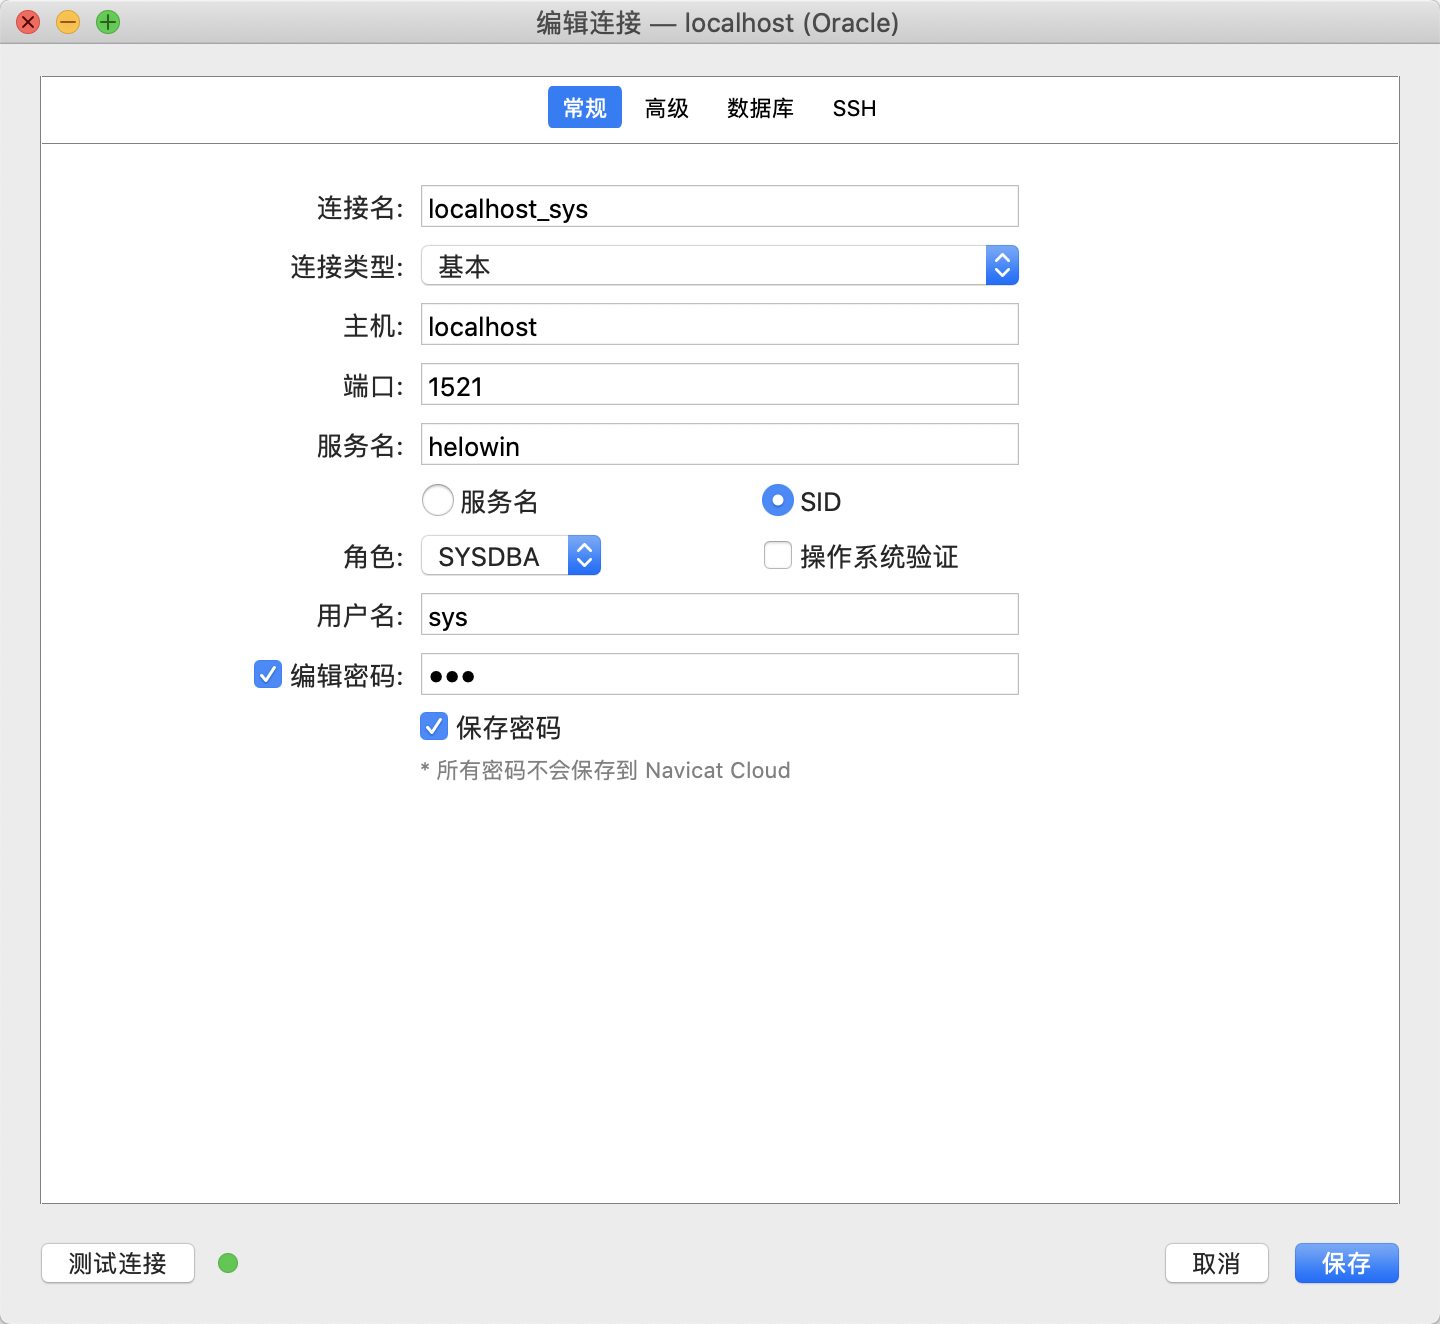 编辑连接 — localhost (Oracle)
常规 高级 数据库 SSH
连接名: localhost_sys
连接类型: 基本
主机: localhost
端口: 1521
服务名: helowin
服务名 SID
角色: SYSDBA 操作系统验证
用户名: sys
编辑密码: ●●●
保存密码
* 所有密码不会保存到 Navicat Cloud
测试连接 取消 保存